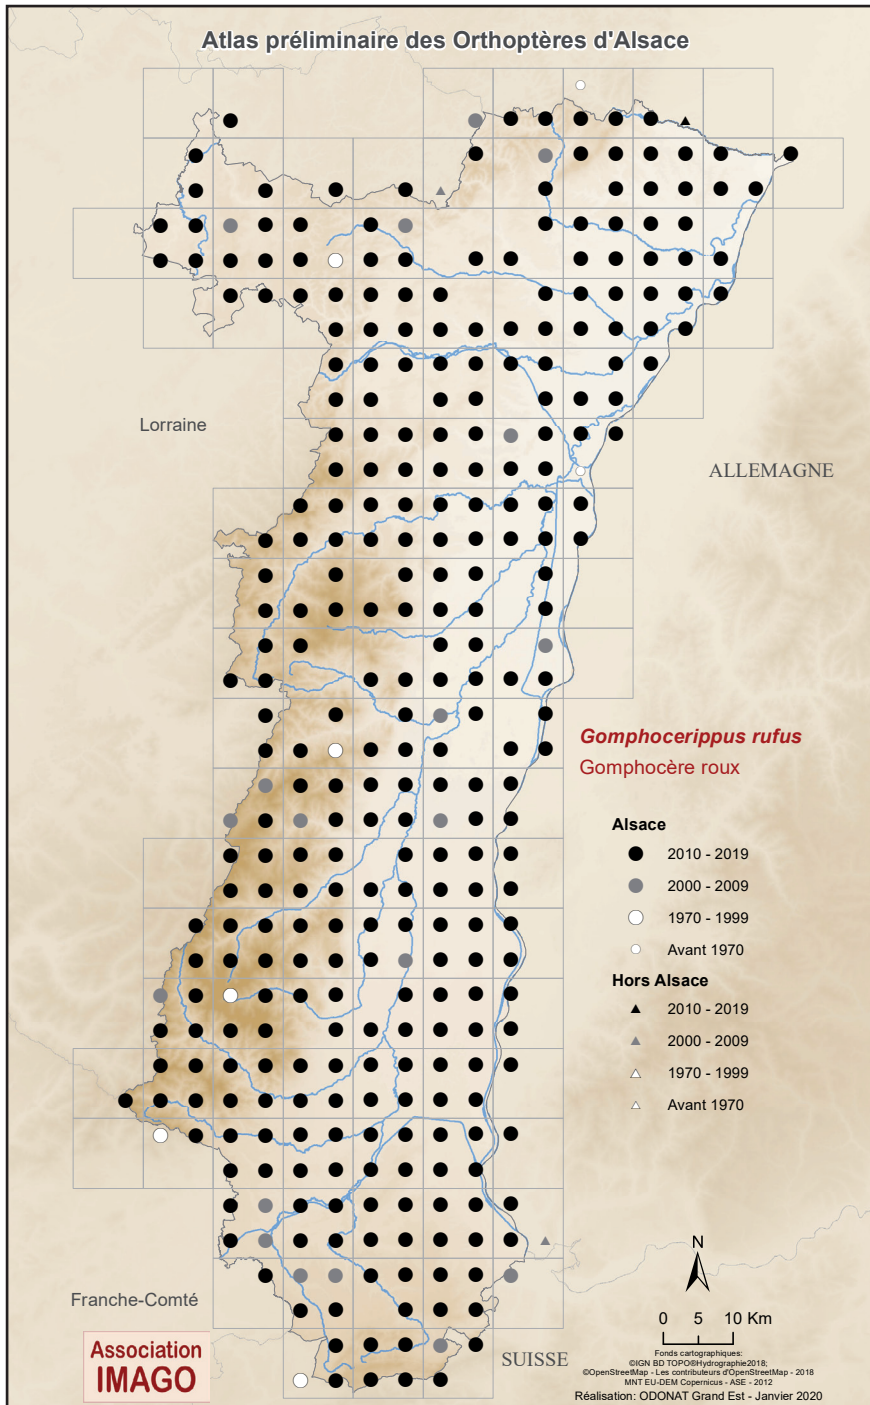 Atlas préliminaire des Orthoptères d'Alsace
Lorraine
ALLEMAGNE
Gomphocerippus rufus
Gomphocère roux
Alsace
2010 - 2019
2000 - 2009
1970 - 1999
Avant 1970
Hors Alsace
2010 - 2019
2000 - 2009
1970 - 1999
Avant 1970
N
Franche-Comté
0 5 10 Km
Association
IMAGO
SUISSE
Fonds cartographiques:
©IGN BD TOPO®Hydrographie2018;
©OpenStreetMap - Les contributeurs d'OpenStreetMap - 2018
MNT EU-DEM Copernicus - ASE - 2012
Réalisation: ODONAT Grand Est - Janvier 2020